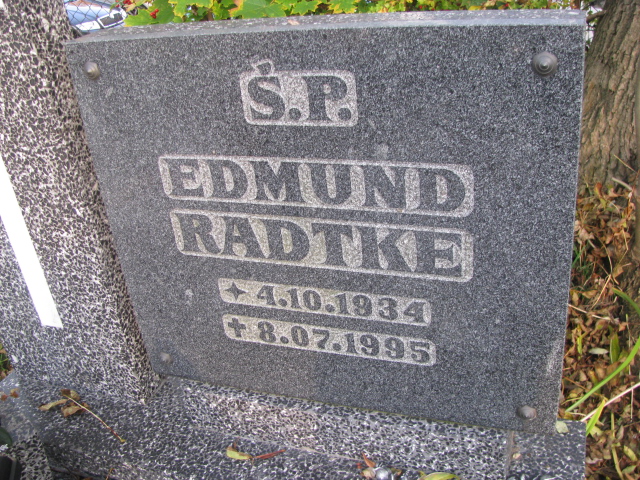 Ś.P.
EDMUND
RADTKE
✦ 4.10.1934
✝ 8.07.1995